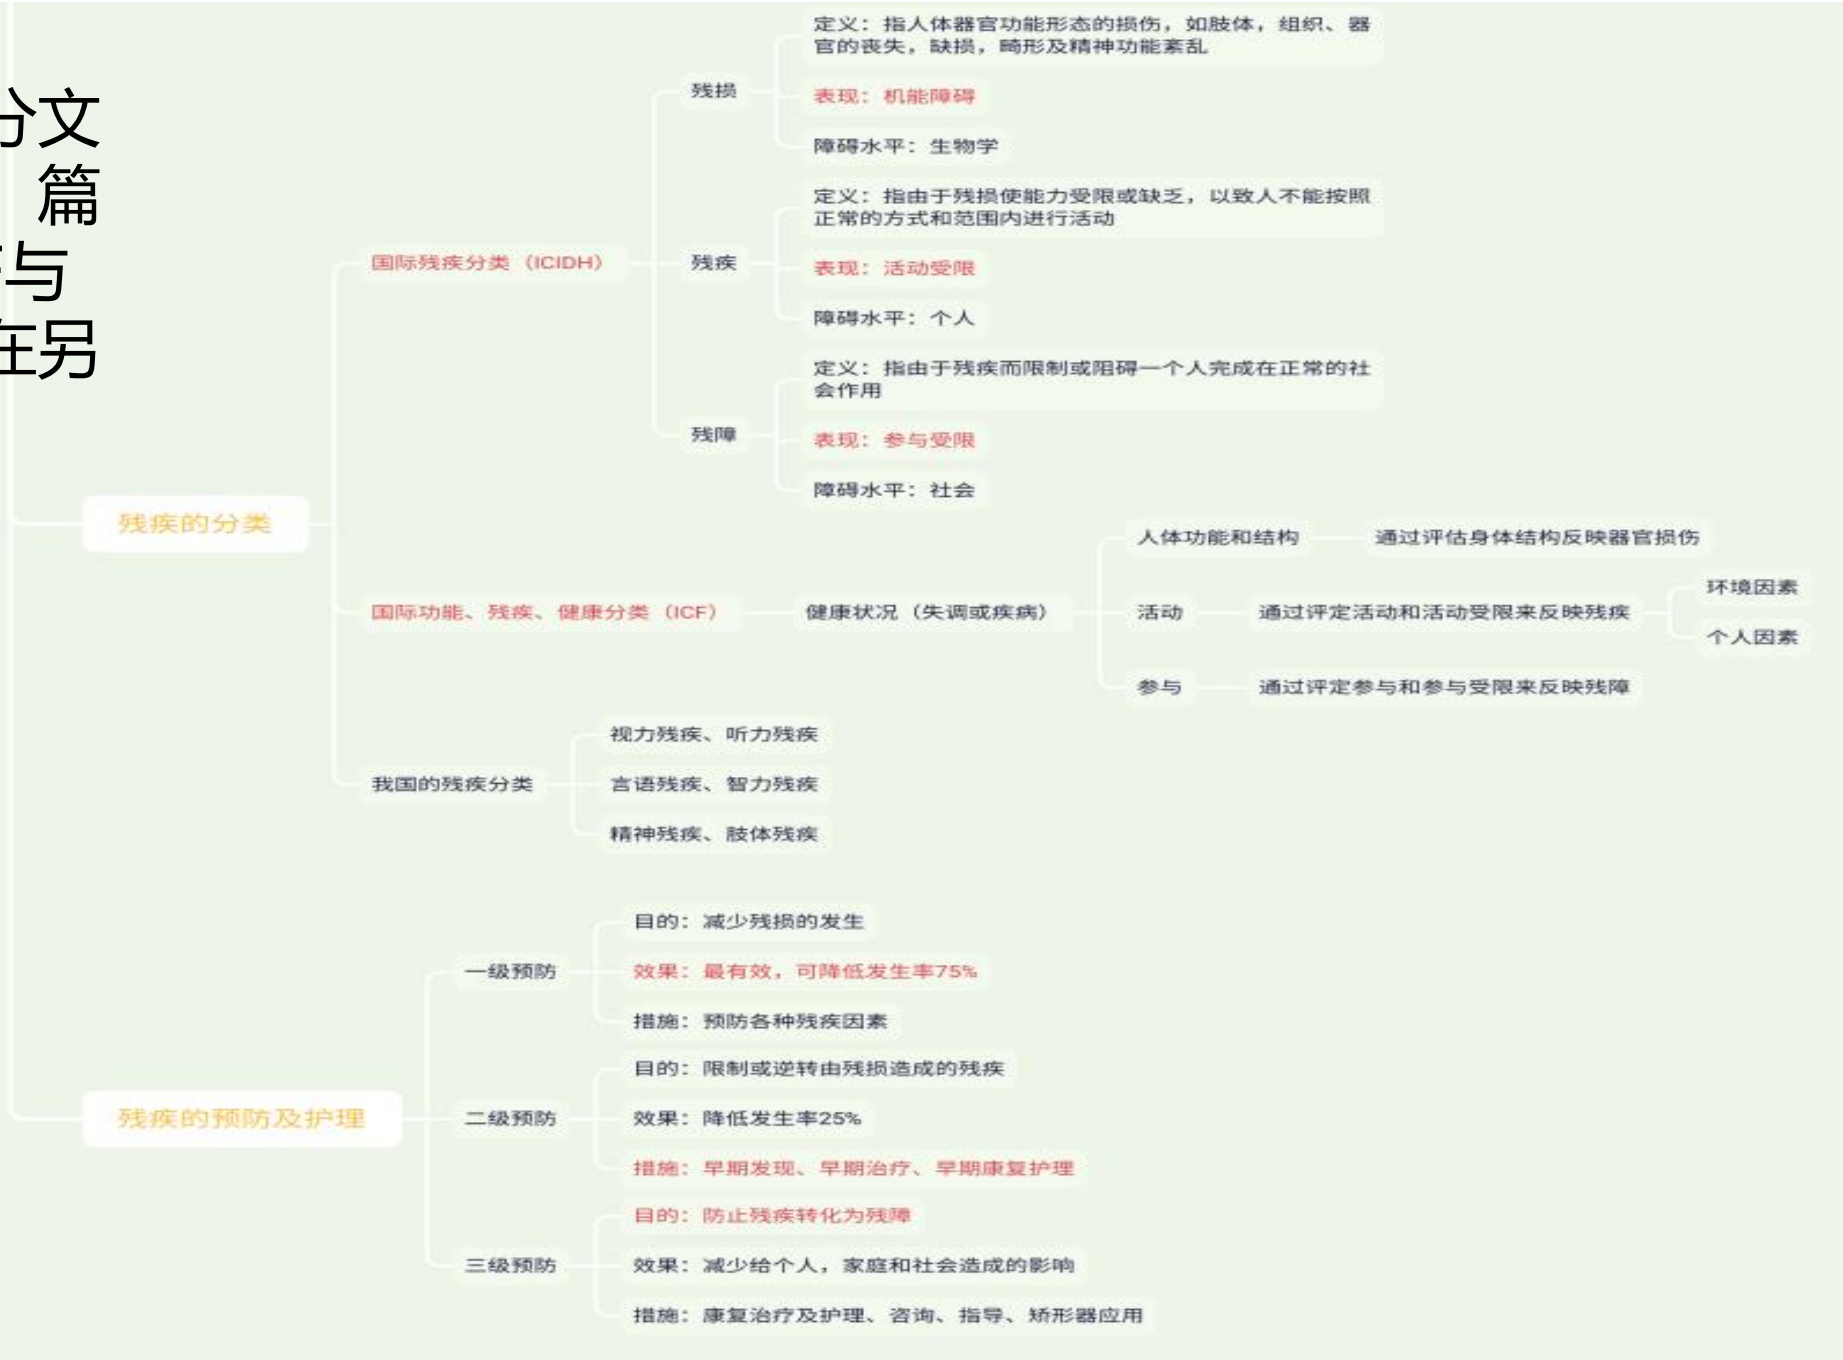 分文
篇
与
在另
定义：指人体器官功能形态的损伤，如肢体，组织、器
官的丧失，缺损，畸形及精神功能紊乱
残损
表现：机能障碍
障碍水平：生物学
定义：指由于残损使能力受限或缺乏，以致人不能按照
正常的方式和范围内进行活动
国际残疾分类（ICIDH）
残疾
表现：活动受限
障碍水平：个人
定义：指由于残疾而限制或阻碍一个人完成在正常的社
会作用
残障
表现：参与受限
障碍水平：社会
残疾的分类
人体功能和结构
通过评估身体结构反映器官损伤
国际功能、残疾、健康分类（ICF）
健康状况（失调或疾病）
活动
通过评定活动和活动受限来反映残疾
环境因素
个人因素
参与
通过评定参与和参与受限来反映残障
我国的残疾分类
视力残疾、听力残疾
言语残疾、智力残疾
精神残疾、肢体残疾
残疾的预防及护理
一级预防
目的：减少残损的发生
效果：最有效，可降低发生率75%
措施：预防各种残疾因素
二级预防
目的：限制或逆转由残损造成的残疾
效果：降低发生率25%
措施：早期发现、早期治疗、早期康复护理
三级预防
目的：防止残疾转化为残障
效果：减少给个人，家庭和社会造成的影响
措施：康复治疗及护理、咨询、指导、矫形器应用